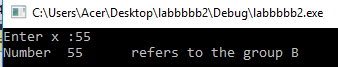 C:\Users\Acer\Desktop\labbbbb2\Debug\labbbbb2.exe
Enter x :55
Number  55      refers to the group B